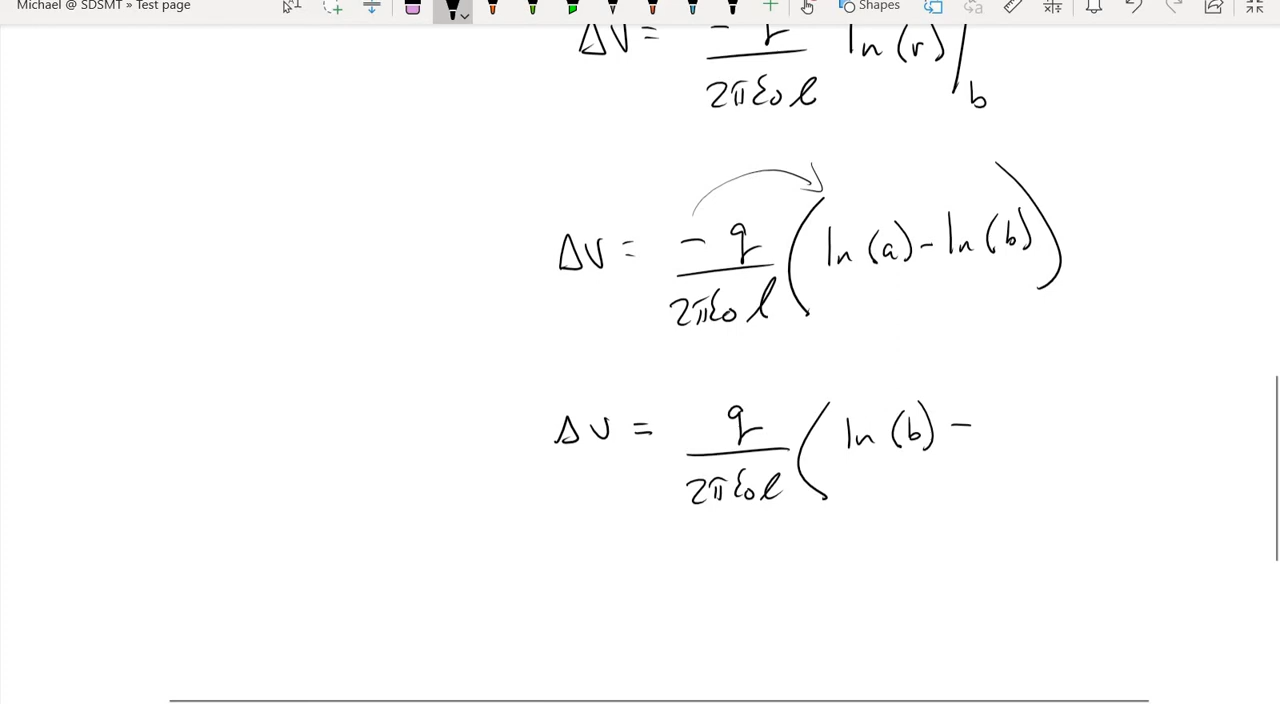 Michael @ SDSMT » Test page
Shapes
ΔV = - q / 2πε₀l ln(r) | b
ΔV = - q / 2πε₀l (ln(a) - ln(b))
ΔV = q / 2πε₀l (ln(b) -